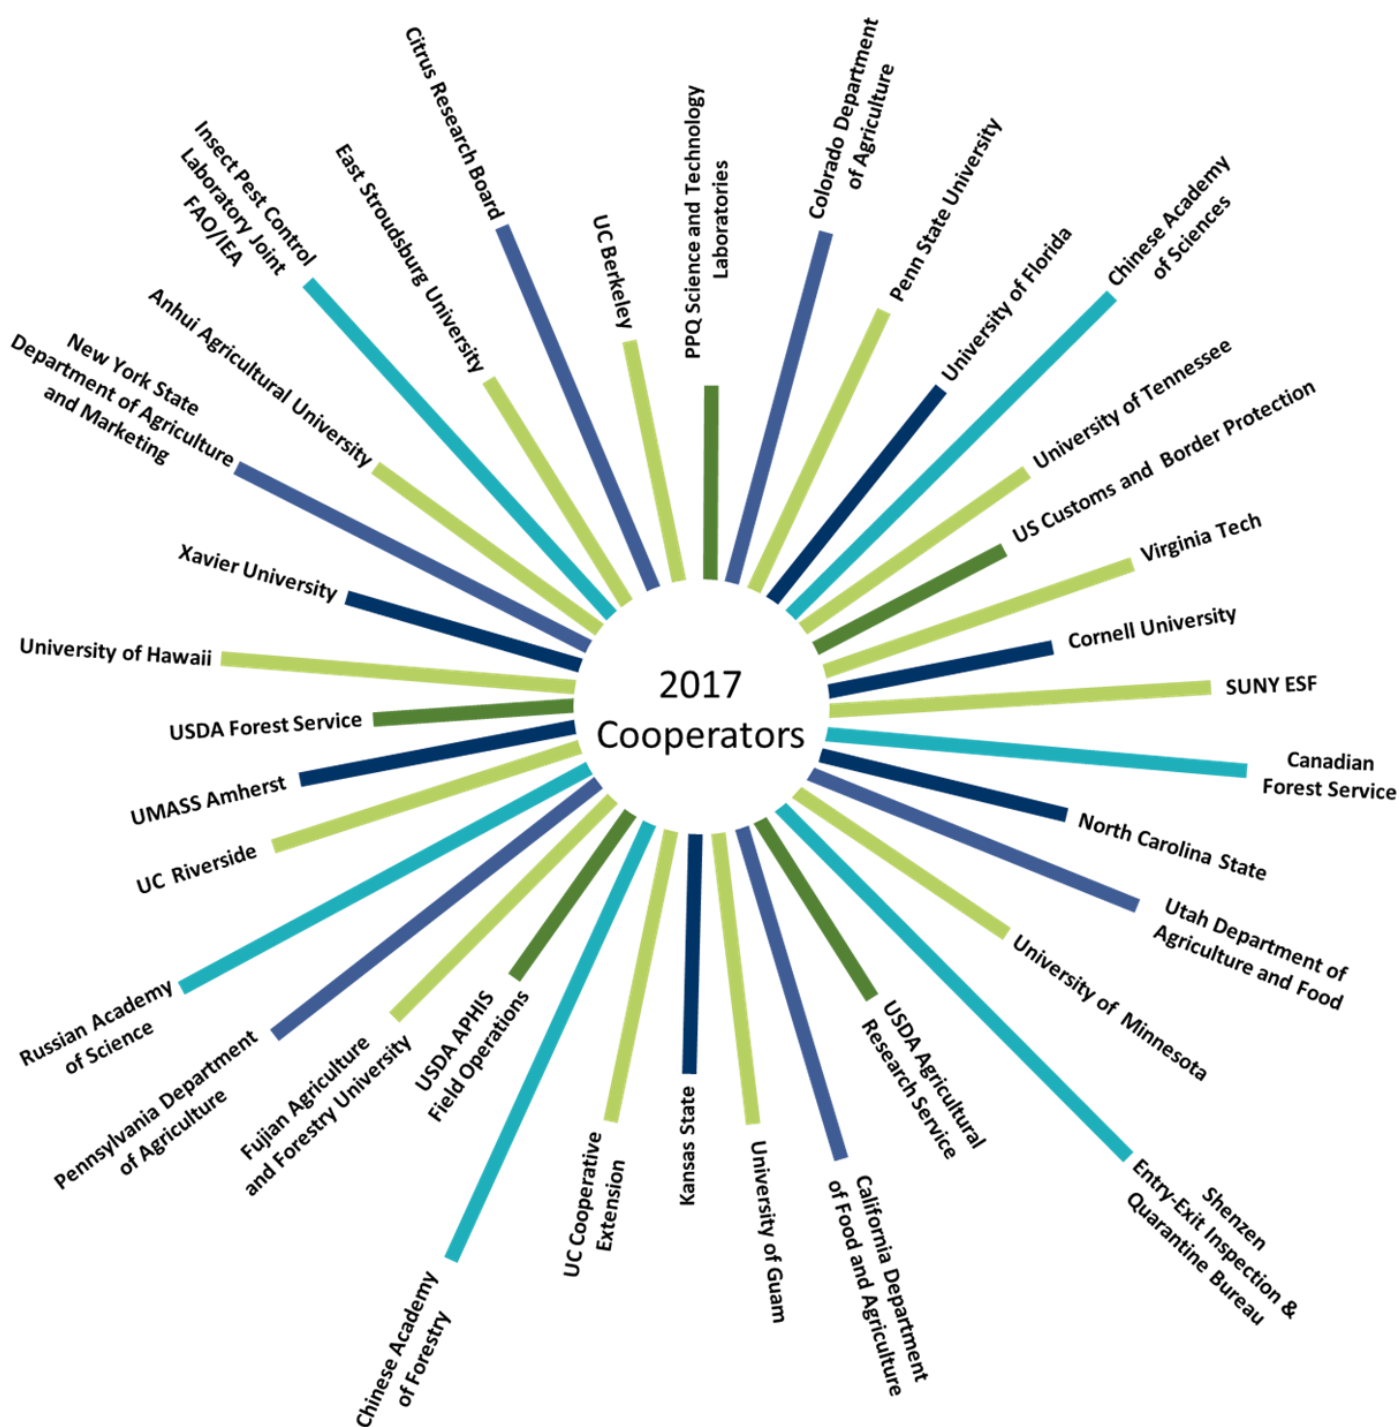 2017
Cooperators
PPQ Science and Technology
Laboratories
Colorado Department
of Agriculture
Penn State University
University of Florida
Chinese Academy
of Sciences
University of Tennessee
US Customs and Border Protection
Virginia Tech
Cornell University
SUNY ESF
Canadian
Forest Service
North Carolina State
Utah Department of
Agriculture and Food
University of Minnesota
Shenzen
Entry-Exit Inspection &
Quarantine Bureau
USDA Agricultural
Research Service
California Department
of Food and Agriculture
University of Guam
Kansas State
UC Cooperative
Extension
Chinese Academy
of Forestry
USDA APHIS
Field Operations
Fujian Agriculture
and Forestry University
Pennsylvania Department
of Agriculture
Russian Academy
of Science
UC Riverside
UMASS Amherst
USDA Forest Service
University of Hawaii
Xavier University
New York State
Department of Agriculture
and Marketing
Anhui Agricultural University
Insect Pest Control
Laboratory Joint
FAO/IEA
East Stroudsburg University
Citrus Research Board
UC Berkeley